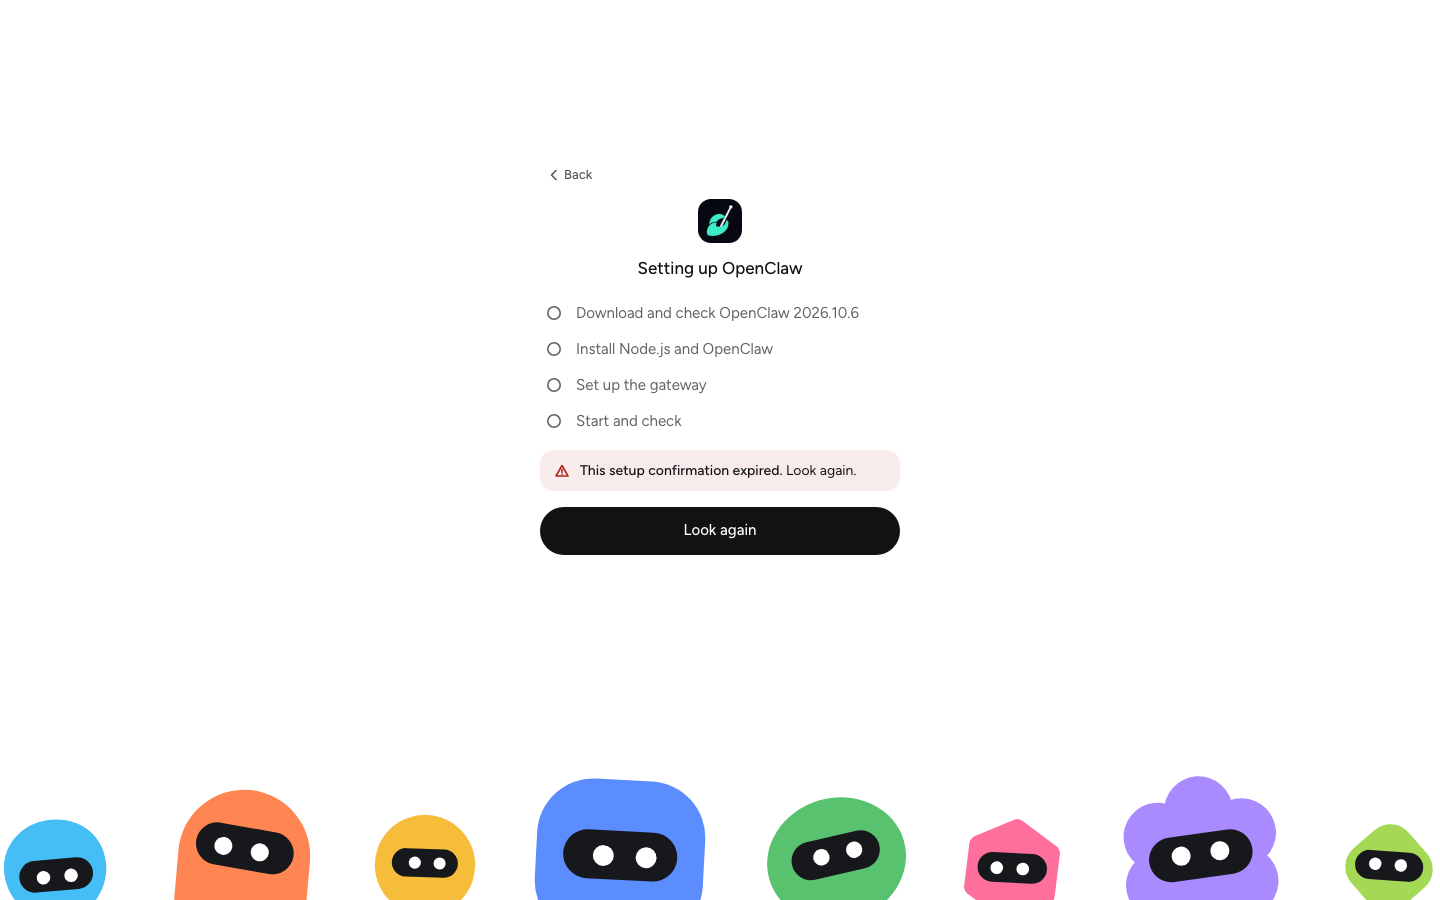 Back
Setting up OpenClaw
Download and check OpenClaw 2026.10.6
Install Node.js and OpenClaw
Set up the gateway
Start and check
This setup confirmation expired. Look again.
Look again